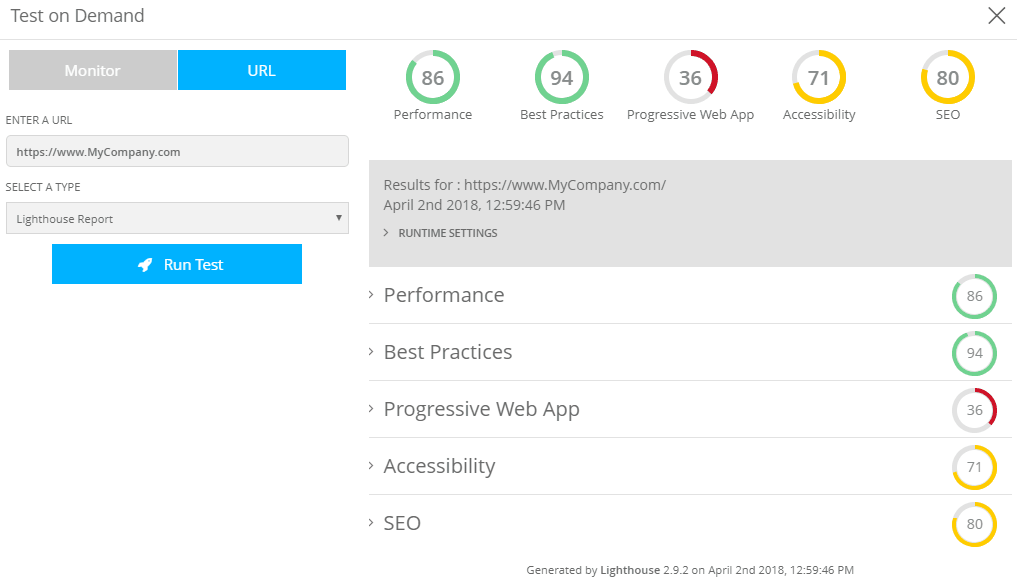 Test on Demand
Monitor
URL
ENTER A URL
https://www.MyCompany.com
SELECT A TYPE
Lighthouse Report
Run Test
86
94
36
71
80
Performance
Best Practices
Progressive Web App
Accessibility
SEO
Results for : https://www.MyCompany.com/
April 2nd 2018, 12:59:46 PM
RUNTIME SETTINGS
Performance 86
Best Practices 94
Progressive Web App 36
Accessibility 71
SEO 80
Generated by Lighthouse 2.9.2 on April 2nd 2018, 12:59:46 PM